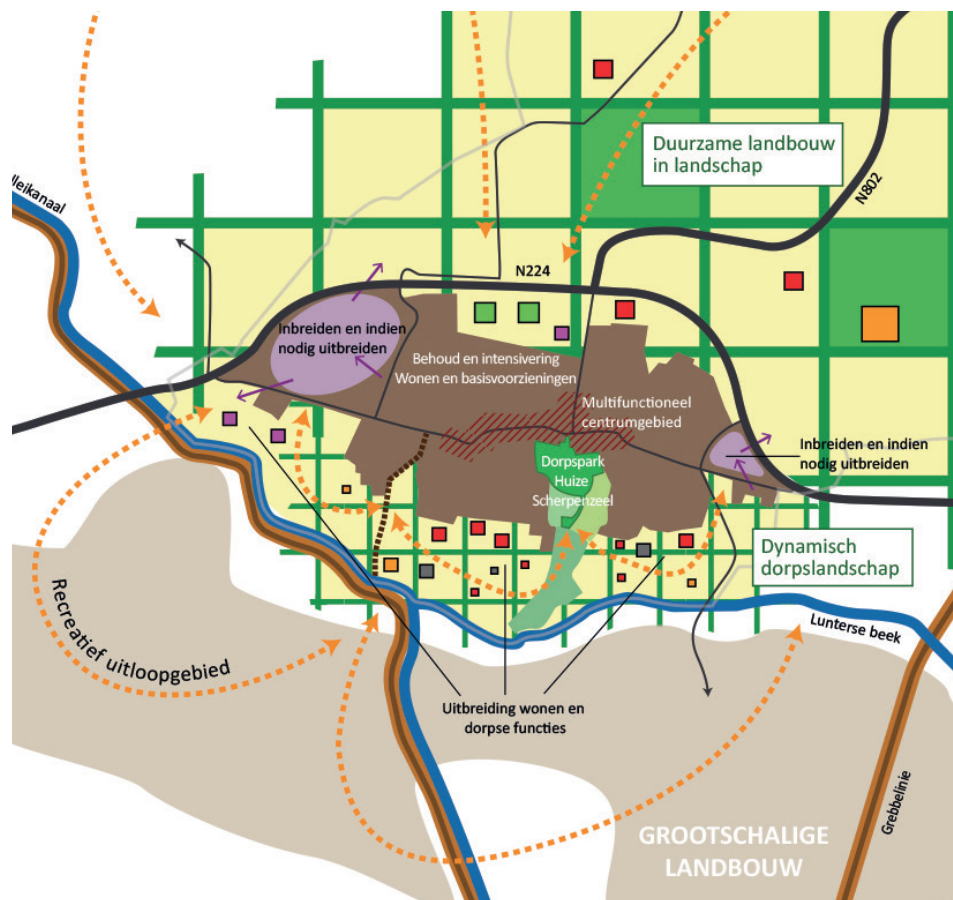 Duurzame landbouw
in landschap
lleikanaal
N802
N224
Inbreiden en indien
nodig uitbreiden
Behoud en intensivering
Wonen en basisvoorzieningen
Multifunctioneel
centrumgebied
Inbreiden en indien
nodig uitbreiden
Dorpspark
Huize
Scherpenzeel
Dynamisch
dorpslandschap
Recreatief uitloopgebied
Lunterse beek
Uitbreiding wonen en
dorpse functies
Grebbelinie
GROOTSCHALIGE
LANDBOUW